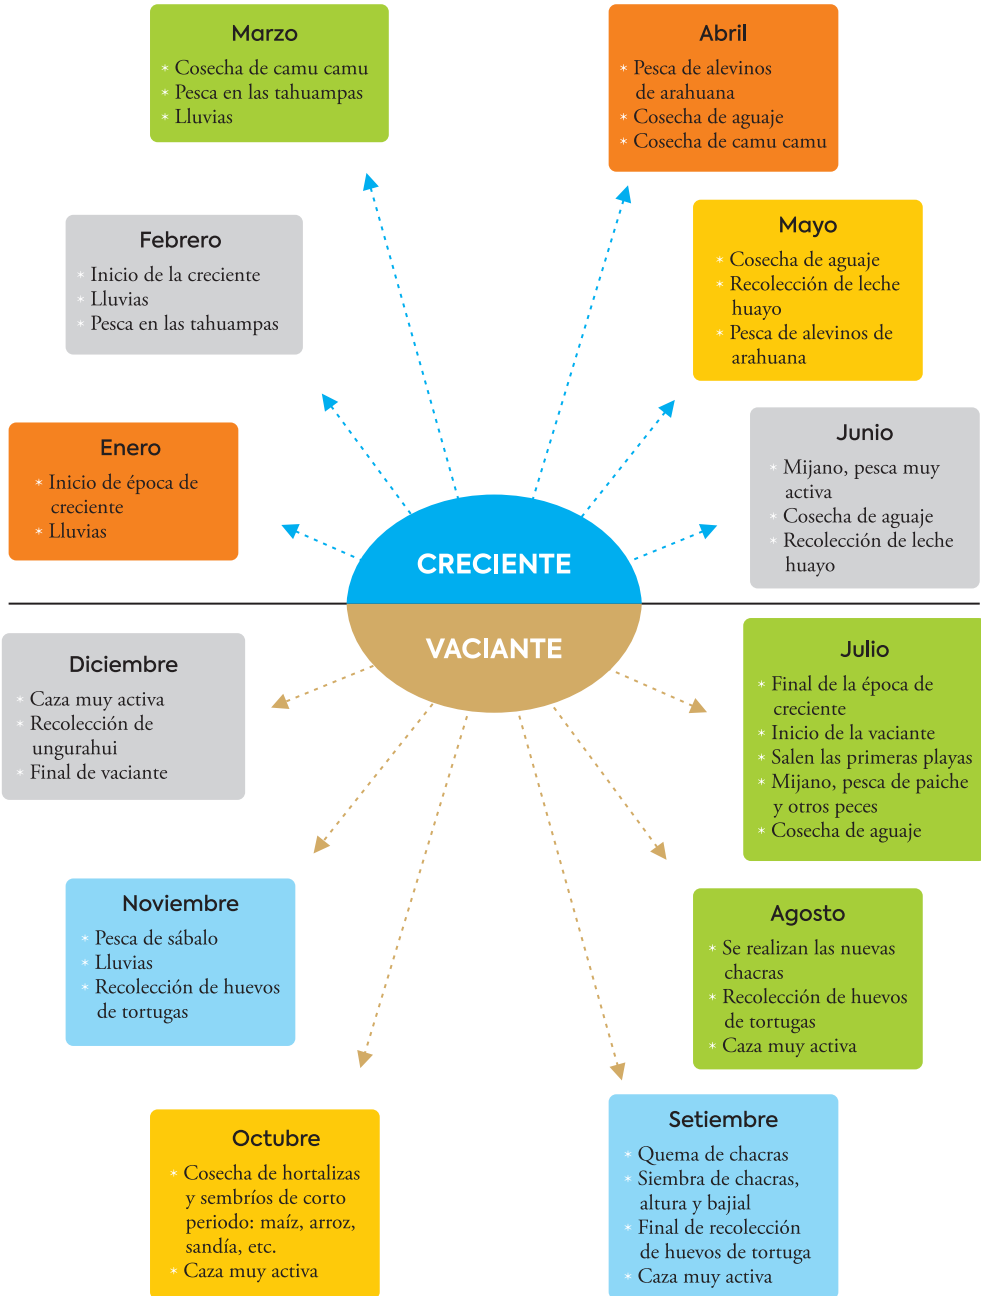 Marzo
* Cosecha de camu camu
* Pesca en las tahuampas
* Lluvias
Abril
* Pesca de alevinos
de arahuana
* Cosecha de aguaje
* Cosecha de camu camu
Febrero
* Inicio de la creciente
* Lluvias
* Pesca en las tahuampas
Mayo
* Cosecha de aguaje
* Recolección de leche
huayo
* Pesca de alevinos de
arahuana
Enero
* Inicio de época de
creciente
* Lluvias
Junio
* Mijano, pesca muy
activa
* Cosecha de aguaje
* Recolección de leche
huayo
CRECIENTE
VACIANTE
Diciembre
* Caza muy activa
* Recolección de
ungurahui
* Final de vaciante
Julio
* Final de la época de
creciente
* Inicio de la vaciante
* Salen las primeras playas
* Mijano, pesca de paiche
y otros peces
* Cosecha de aguaje
Noviembre
* Pesca de sábalo
* Lluvias
* Recolección de huevos
de tortugas
Agosto
* Se realizan las nuevas
chacras
* Recolección de huevos
de tortugas
* Caza muy activa
Octubre
* Cosecha de hortalizas
y sembríos de corto
periodo: maíz, arroz,
sandía, etc.
* Caza muy activa
Setiembre
* Quema de chacras
* Siembra de chacras,
altura y bajial
* Final de recolección
de huevos de tortuga
* Caza muy activa